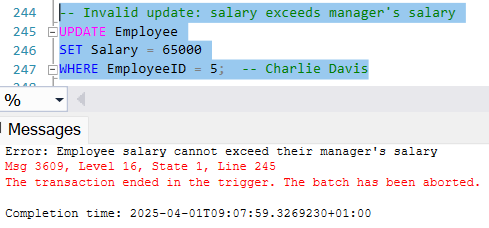 244 -- Invalid update: salary exceeds manager's salary
245 UPDATE Employee
246 SET Salary = 65000
247 WHERE EmployeeID = 5;  -- Charlie Davis
%
Messages
Error: Employee salary cannot exceed their manager's salary
Msg 3609, Level 16, State 1, Line 245
The transaction ended in the trigger. The batch has been aborted.
Completion time: 2025-04-01T09:07:59.3269230+01:00